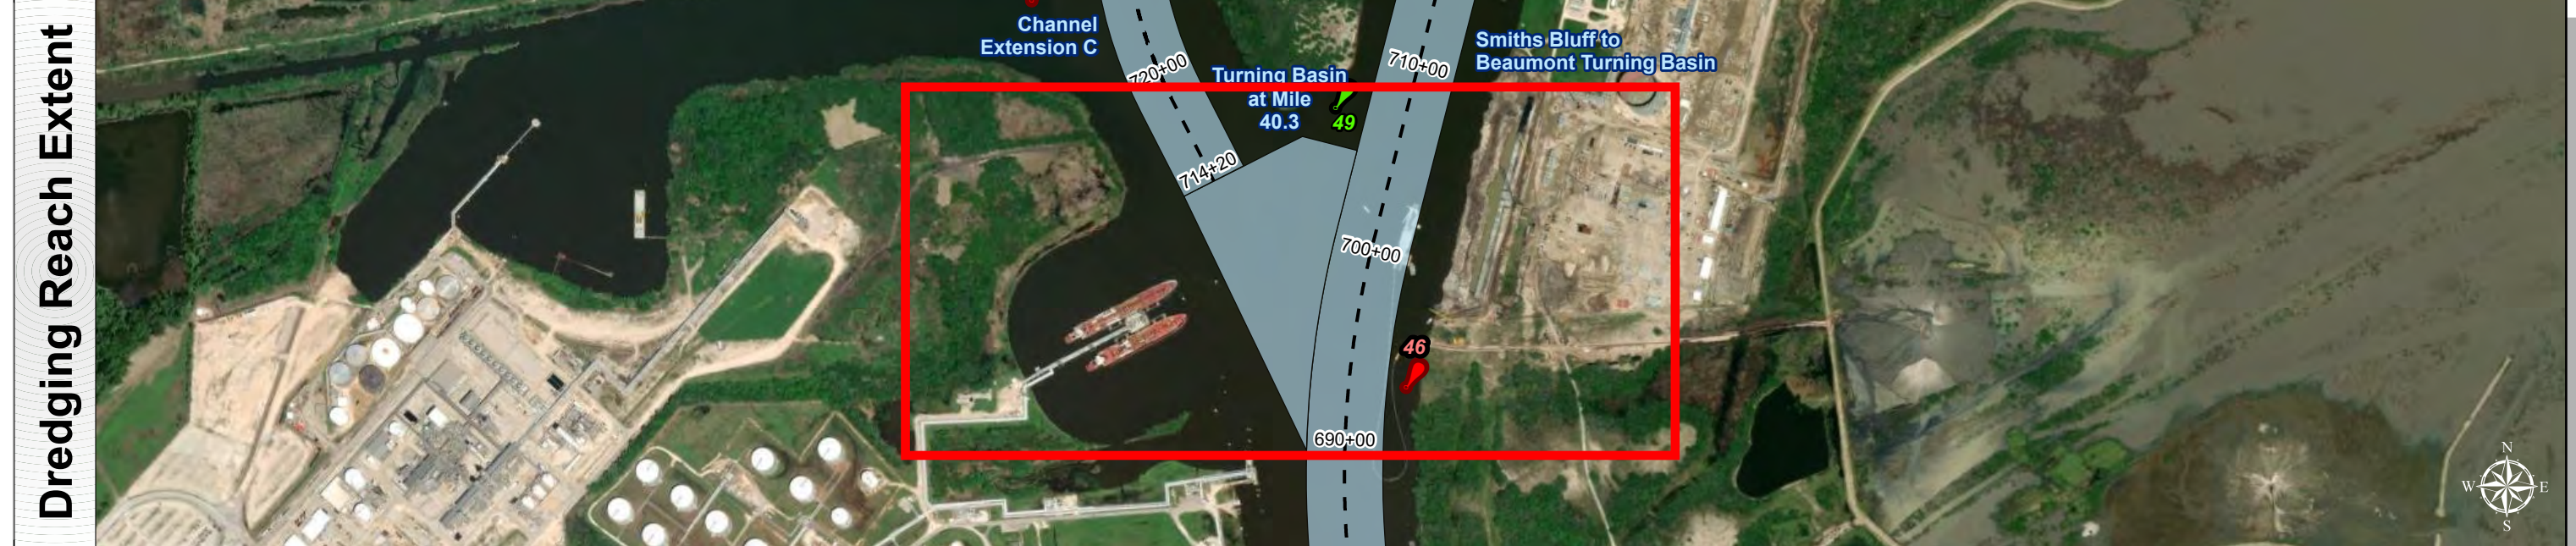 Dredging Reach Extent
Channel
Extension C
720+00
714+20
Turning Basin
at Mile
40.3
49
710+00
Smiths Bluff to
Beaumont Turning Basin
700+00
46
690+00
N
W E
S